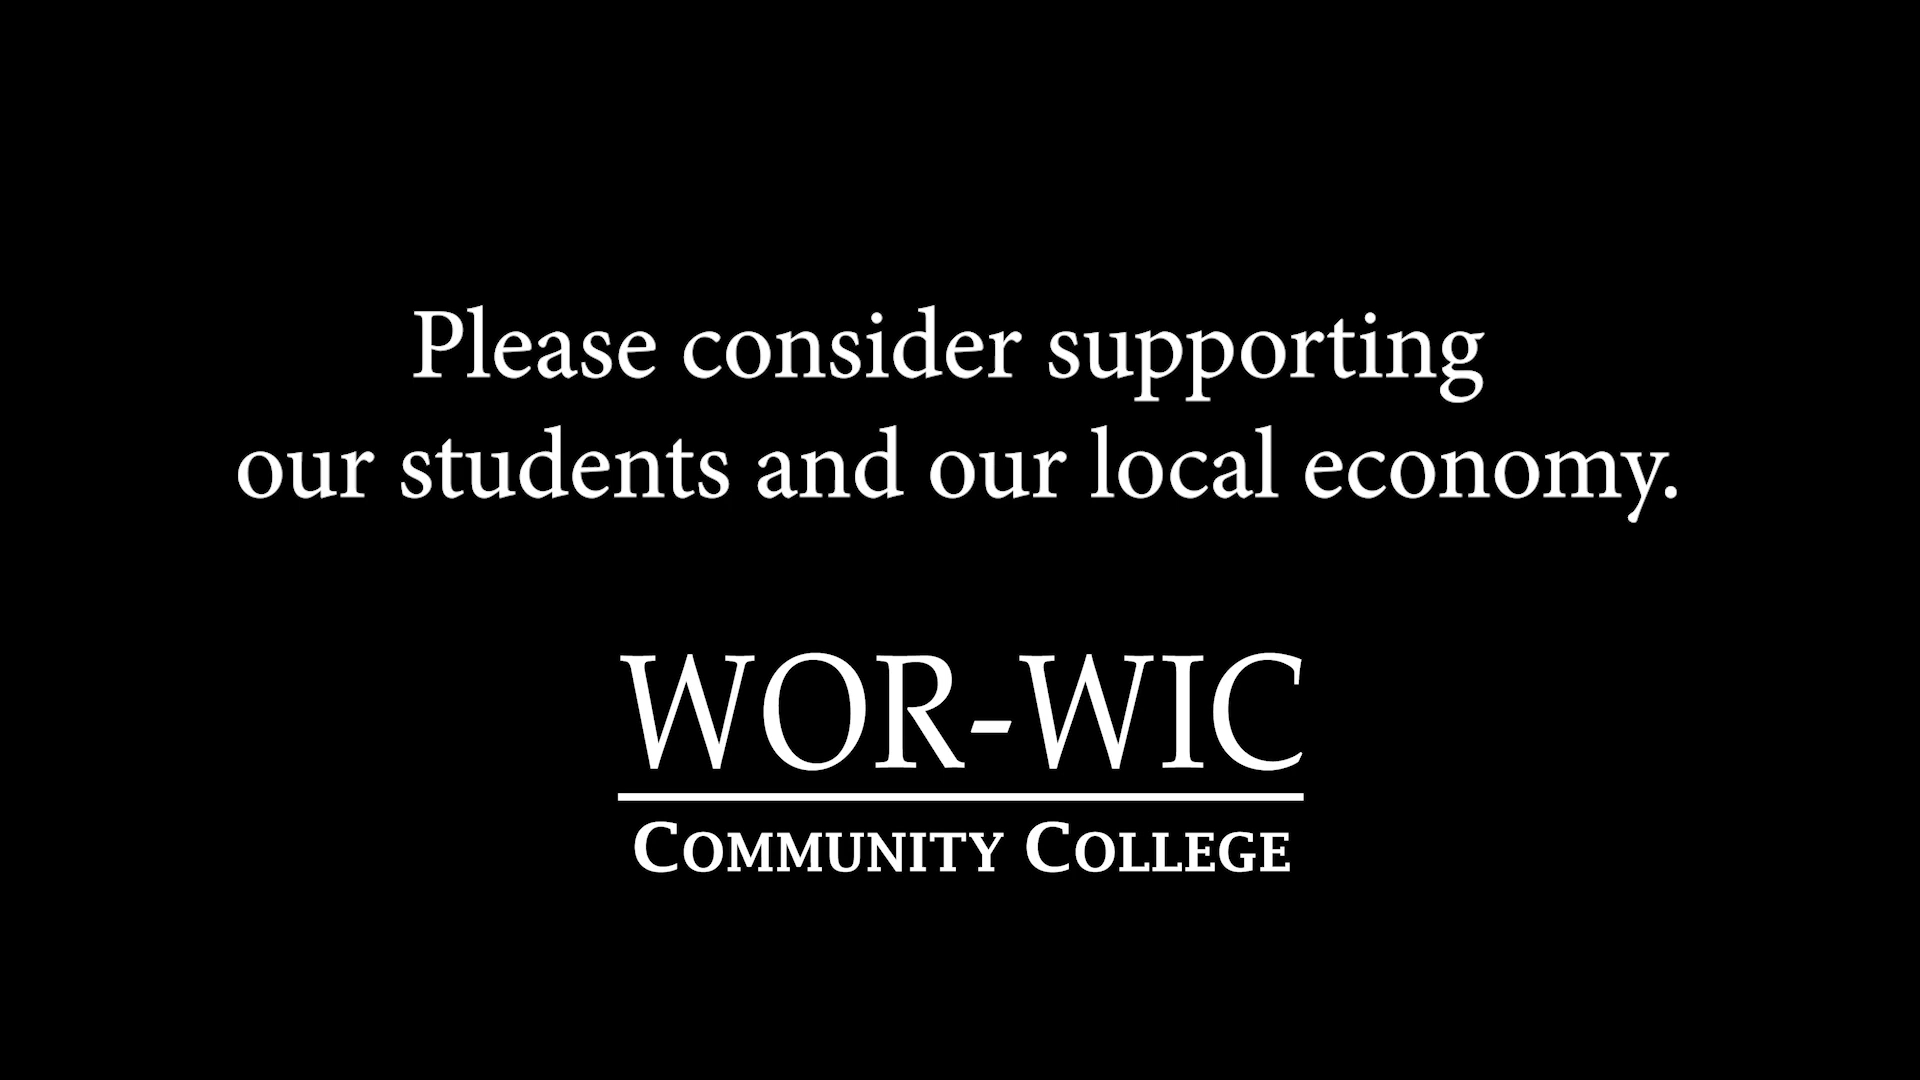 Please consider supporting
our students and our local economy.
WOR-WIC
COMMUNITY COLLEGE